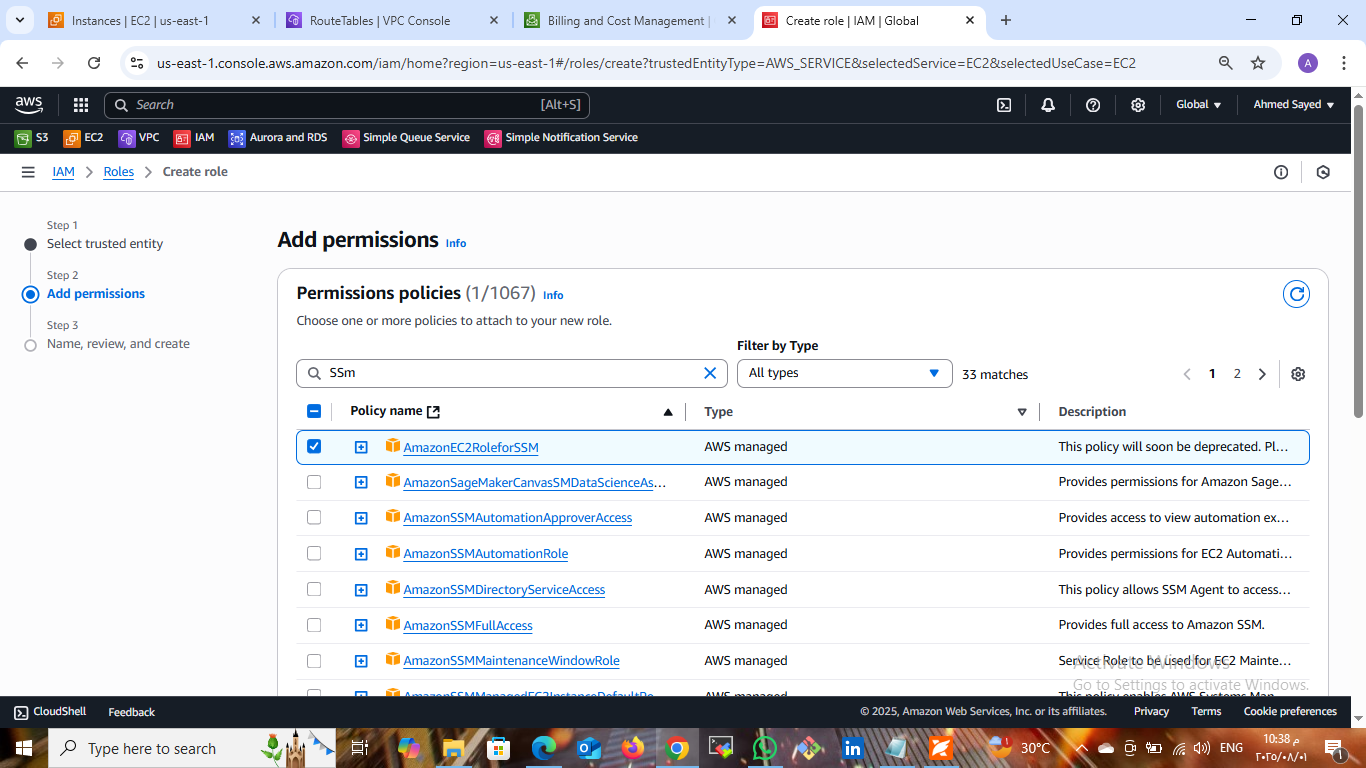 Instances | EC2 | us-east-1
RouteTables | VPC Console
Billing and Cost Management |
Create role | IAM | Global
us-east-1.console.aws.amazon.com/iam/home?region=us-east-1#/roles/create?trustedEntityType=AWS_SERVICE&selectedService=EC2&selectedUseCase=EC2
A
aws
Search
[Alt+S]
Global
Ahmed Sayed
S3
EC2
VPC
IAM
Aurora and RDS
Simple Queue Service
Simple Notification Service
IAM
Roles
Create role
Step 1
Select trusted entity
Step 2
Add permissions
Step 3
Name, review, and create
Add permissions Info
Permissions policies (1/1067) Info
Choose one or more policies to attach to your new role.
Filter by Type
SSm
All types
33 matches
1 2
Policy name
Type
Description
AmazonEC2RoleforSSM AWS managed This policy will soon be deprecated. Pl...
AmazonSageMakerCanvasSMDataScienceAs... AWS managed Provides permissions for Amazon Sage...
AmazonSSMAutomationApproverAccess AWS managed Provides access to view automation ex...
AmazonSSMAutomationRole AWS managed Provides permissions for EC2 Automati...
AmazonSSMDirectoryServiceAccess AWS managed This policy allows SSM Agent to access...
AmazonSSMFullAccess AWS managed Provides full access to Amazon SSM.
AmazonSSMMaintenanceWindowRole AWS managed Service Role to be used for EC2 Mainte...
AmazonSSMManagedEC2InstanceDefaultPo... AWS managed This policy enables AWS Systems Man...
Activate Windows
Go to Settings to activate Windows.
CloudShell
Feedback
© 2025, Amazon Web Services, Inc. or its affiliates.
Privacy
Terms
Cookie preferences
Type here to search
30°C
ENG
10:38 م
٢٠٢٥/٠٨/٠١
1